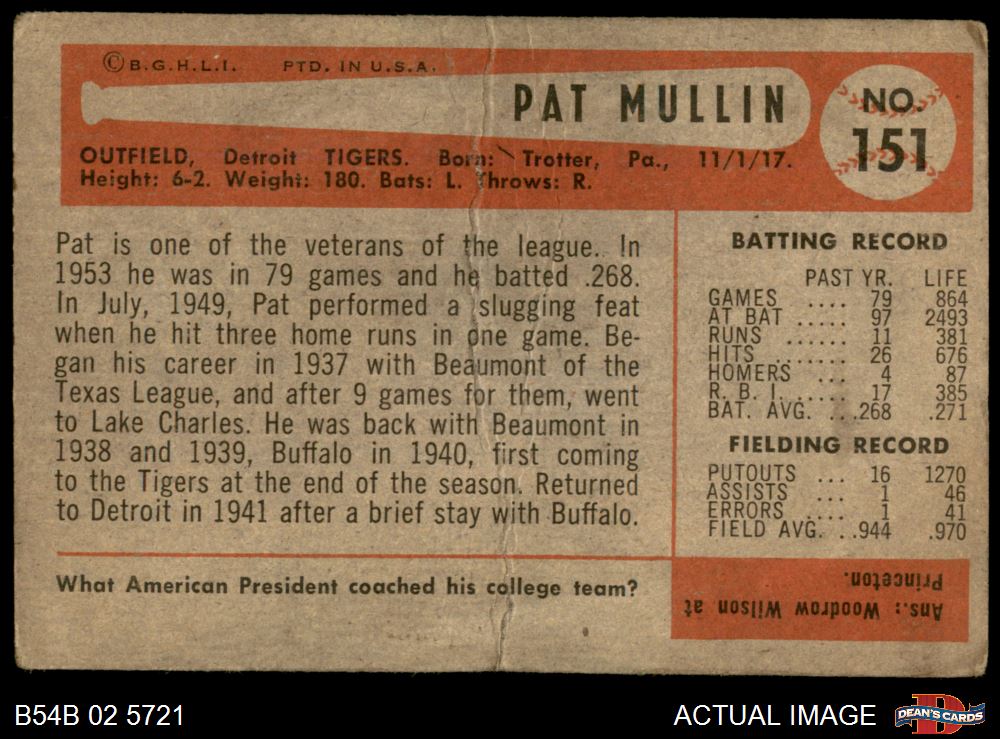 ©B.G.H.L.I. PTD. IN U.S.A.
PAT MULLIN
NO.
151
OUTFIELD, Detroit TIGERS. Born: Trotter, Pa., 11/1/17.
Height: 6-2. Weight: 180. Bats: L. Throws: R.
Pat is one of the veterans of the league. In
1953 he was in 79 games and he batted .268.
In July, 1949, Pat performed a slugging feat
when he hit three home runs in one game. Be-
gan his career in 1937 with Beaumont of the
Texas League, and after 9 games for them, went
to Lake Charles. He was back with Beaumont in
1938 and 1939, Buffalo in 1940, first coming
to the Tigers at the end of the season. Returned
to Detroit in 1941 after a brief stay with Buffalo.
BATTING RECORD
PAST YR. LIFE
GAMES .... 79 864
AT BAT ..... 97 2493
RUNS ....... 11 381
HITS ....... 26 676
HOMERS ... 4 87
R. B. I. ..... 17 385
BAT. AVG. ...268 .271
FIELDING RECORD
PUTOUTS ... 16 1270
ASSISTS ... 1 46
ERRORS .... 1 41
FIELD AVG. ..944 .970
What American President coached his college team?
Ans.: Woodrow Wilson at
Princeton.
B54B 02 5721
ACTUAL IMAGE
D
DEAN'S CARDS